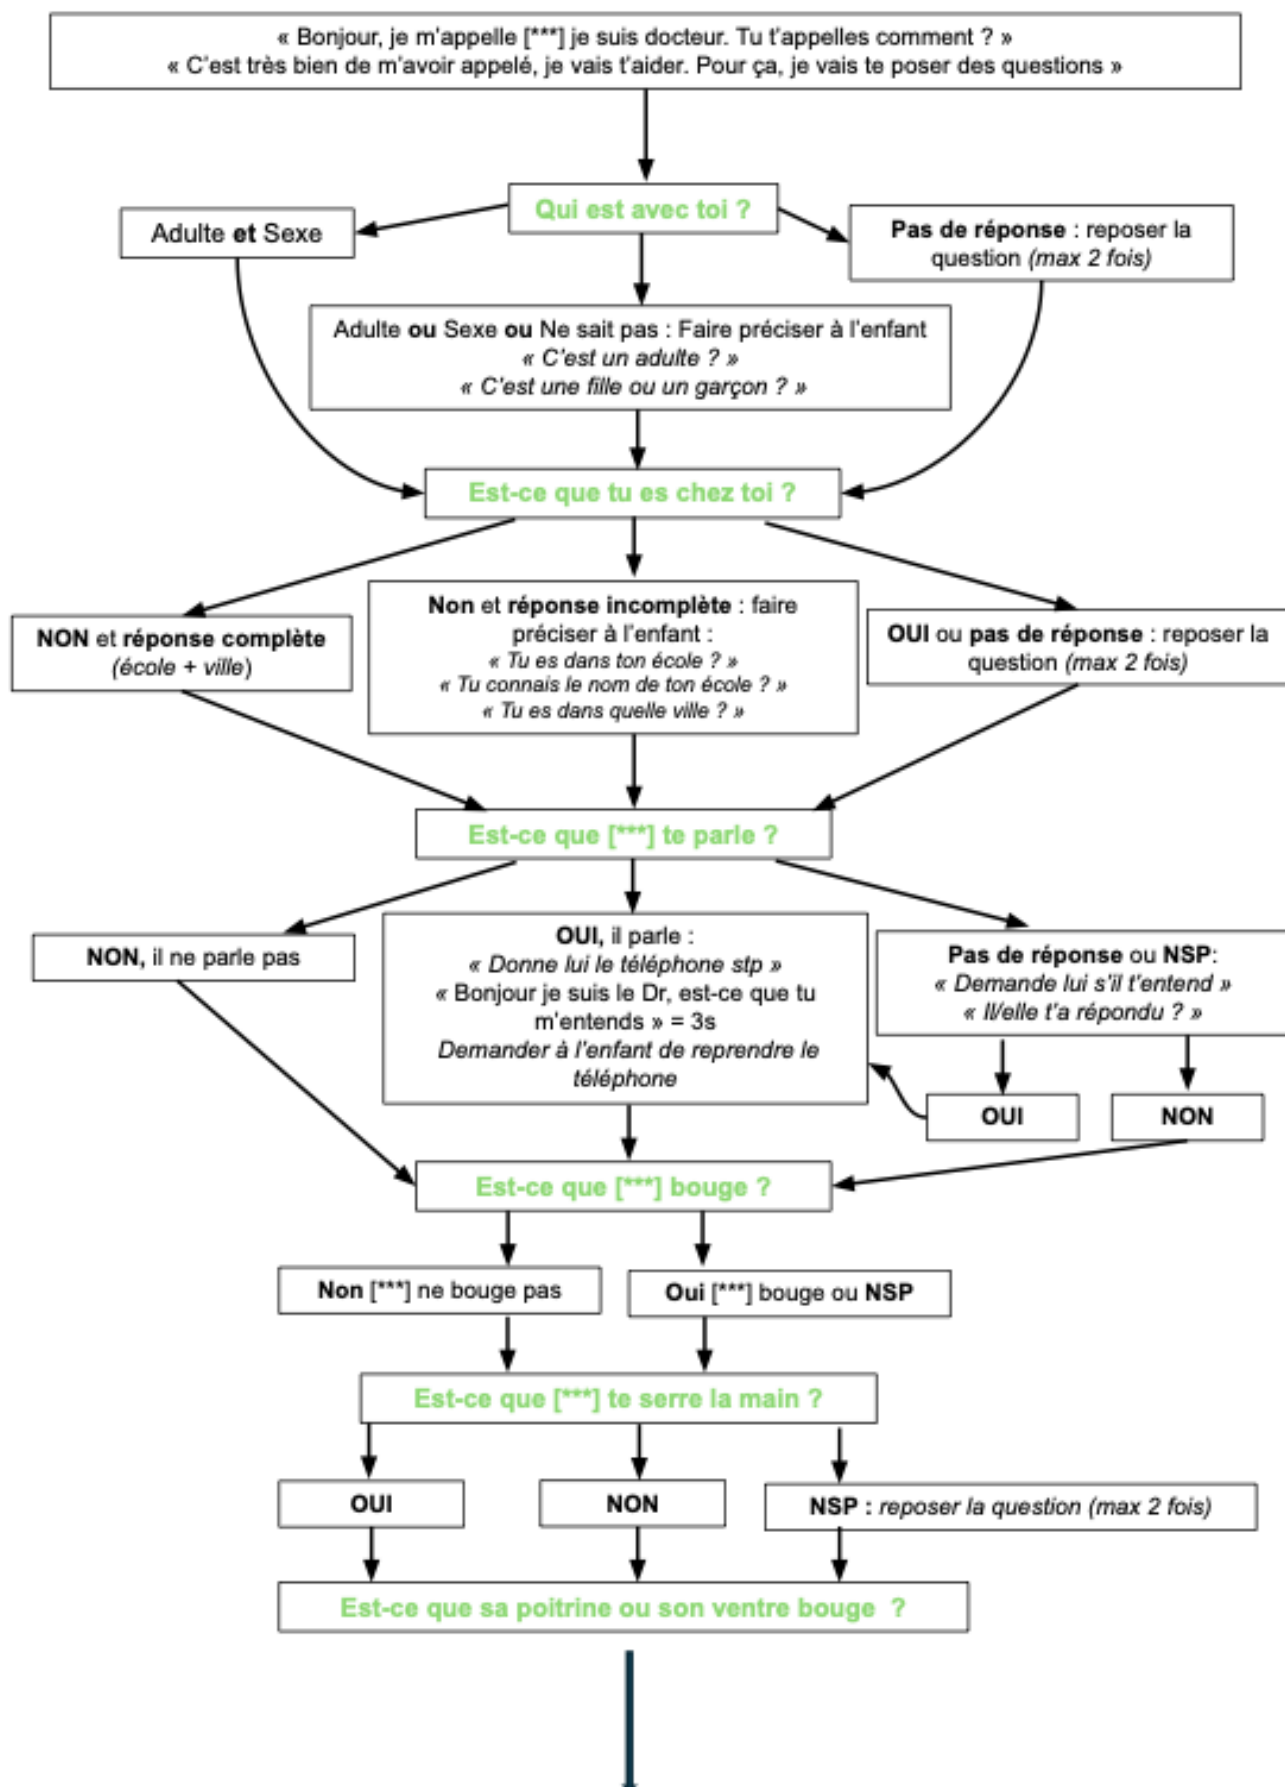 « Bonjour, je m'appelle [***] je suis docteur. Tu t'appelles comment ? »
« C'est très bien de m'avoir appelé, je vais t'aider. Pour ça, je vais te poser des questions »
Qui est avec toi ?
Adulte et Sexe
Pas de réponse : reposer la
question (max 2 fois)
Adulte ou Sexe ou Ne sait pas : Faire préciser à l'enfant
« C'est un adulte ? »
« C'est une fille ou un garçon ? »
Est-ce que tu es chez toi ?
NON et réponse complète
(école + ville)
Non et réponse incomplète : faire
préciser à l'enfant :
« Tu es dans ton école ? »
« Tu connais le nom de ton école ? »
« Tu es dans quelle ville ? »
OUI ou pas de réponse : reposer la
question (max 2 fois)
Est-ce que [***] te parle ?
NON, il ne parle pas
OUI, il parle :
« Donne lui le téléphone stp »
« Bonjour je suis le Dr, est-ce que tu
m'entends » = 3s
Demander à l'enfant de reprendre le
téléphone
Pas de réponse ou NSP:
« Demande lui s'il t'entend »
« Il/elle t'a répondu ? »
OUI
NON
Est-ce que [***] bouge ?
Non [***] ne bouge pas
Oui [***] bouge ou NSP
Est-ce que [***] te serre la main ?
OUI
NON
NSP : reposer la question (max 2 fois)
Est-ce que sa poitrine ou son ventre bouge ?